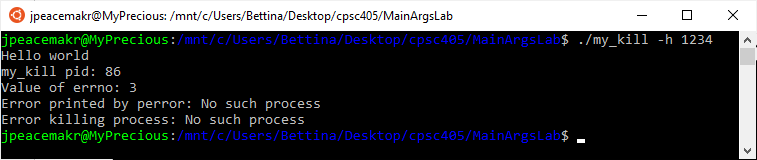 jpeacemakr@MyPrecious: /mnt/c/Users/Bettina/Desktop/cpsc405/MainArgsLab
jpeacemakr@MyPrecious:/mnt/c/Users/Bettina/Desktop/cpsc405/MainArgsLab$ ./my_kill -h 1234
Hello world
my_kill pid: 86
Value of errno: 3
Error printed by perror: No such process
Error killing process: No such process
jpeacemakr@MyPrecious:/mnt/c/Users/Bettina/Desktop/cpsc405/MainArgsLab$